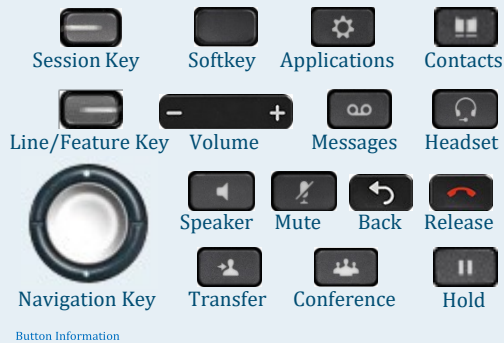 Session Key Softkey Applications Contacts
Line/Feature Key Volume Messages Headset
Speaker Mute Back Release
Navigation Key Transfer Conference Hold
Button Information